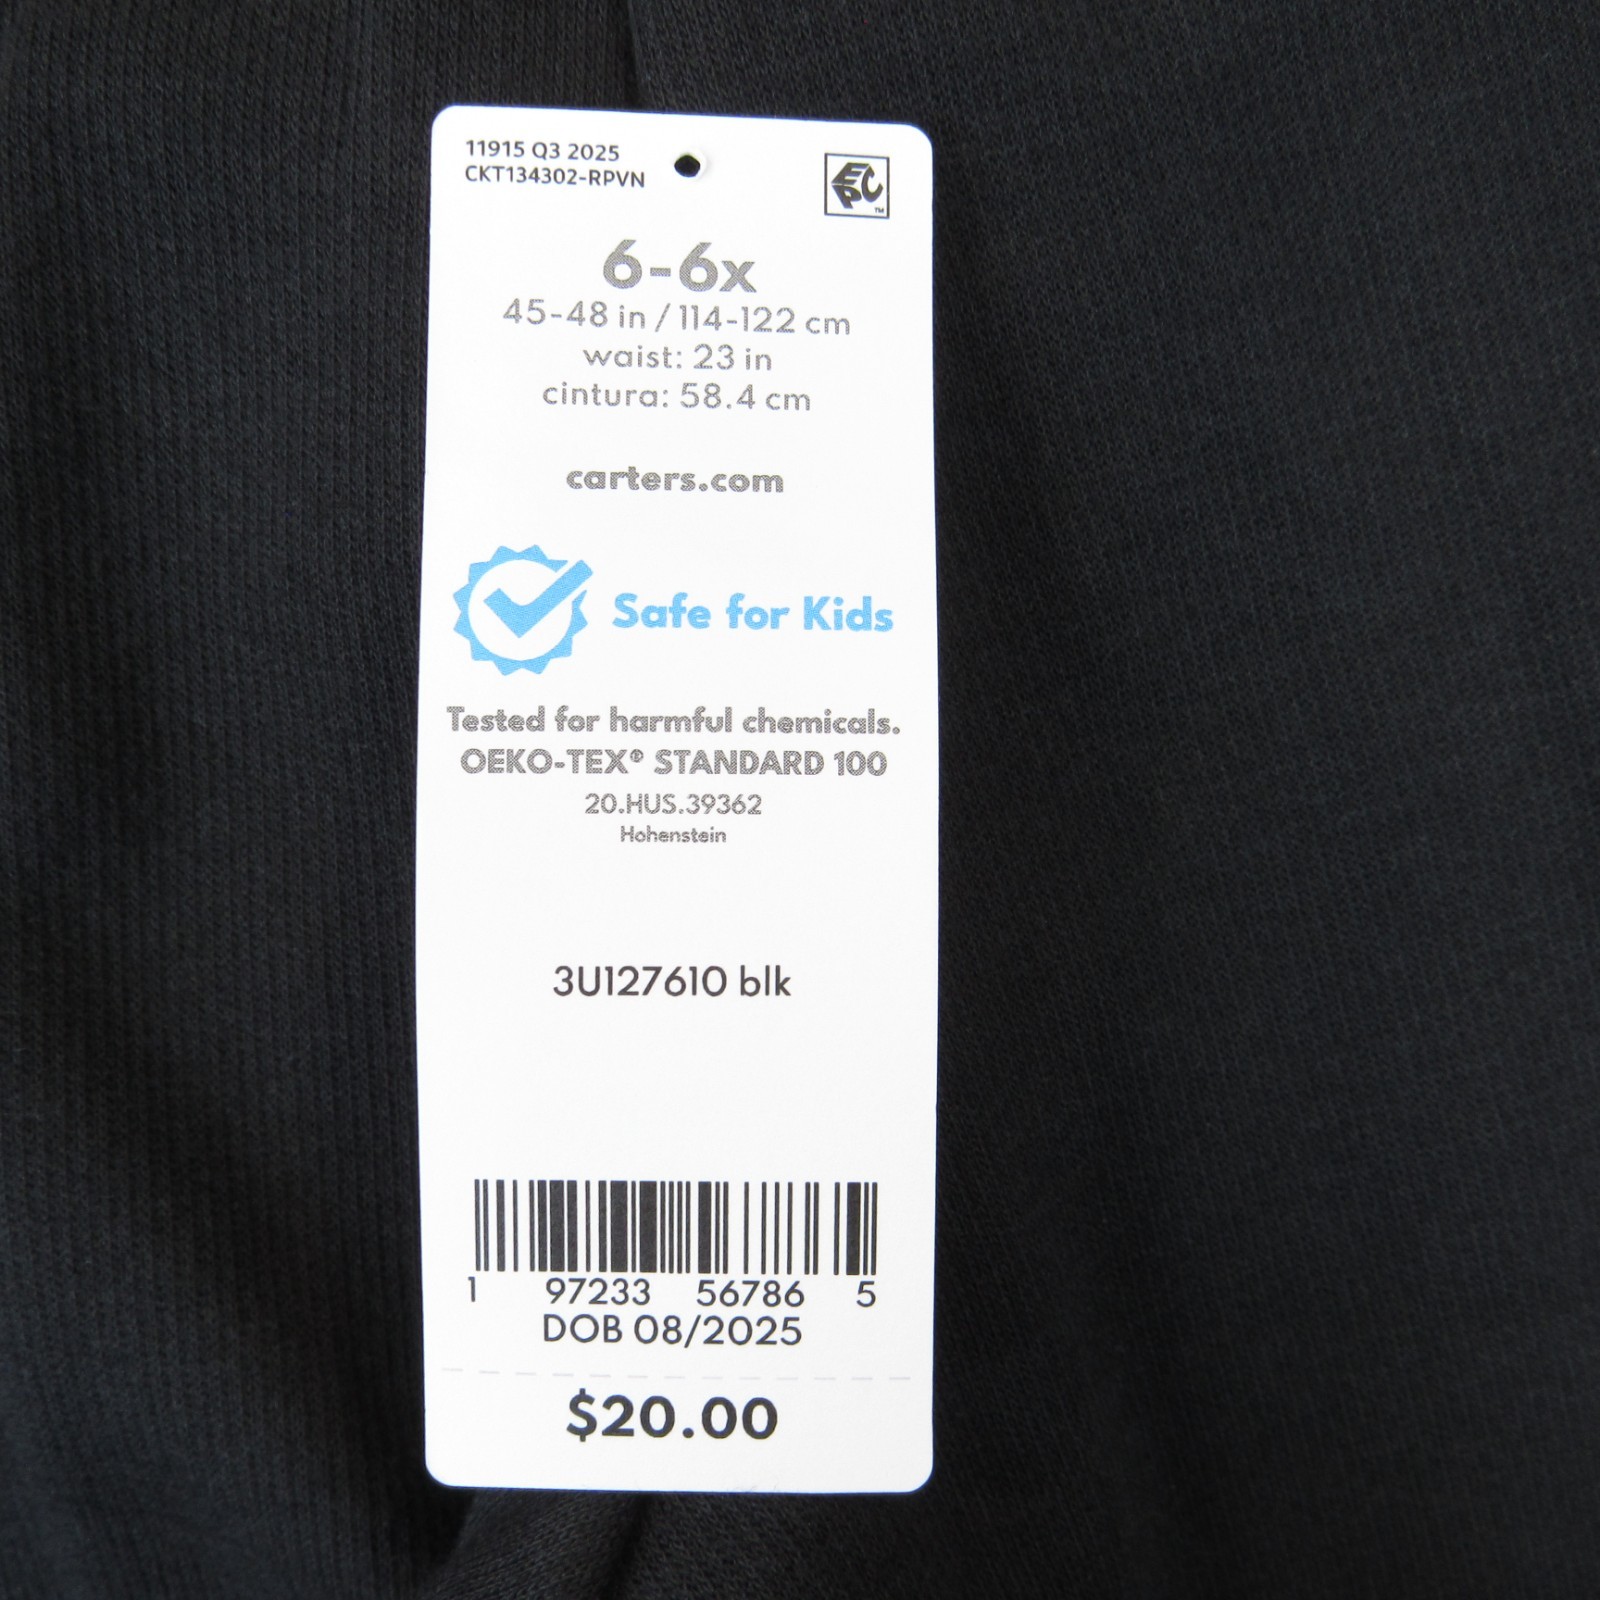 11915 Q3 2025
CKT134302-RPVN
EPC™
6-6x
45-48 in / 114-122 cm
waist: 23 in
cintura: 58.4 cm
carters.com
Safe for Kids
Tested for harmful chemicals.
OEKO-TEX® STANDARD 100
20.HUS.39362
Hohenstein
3U127610 blk
1 97233 56786 5
DOB 08/2025
$20.00